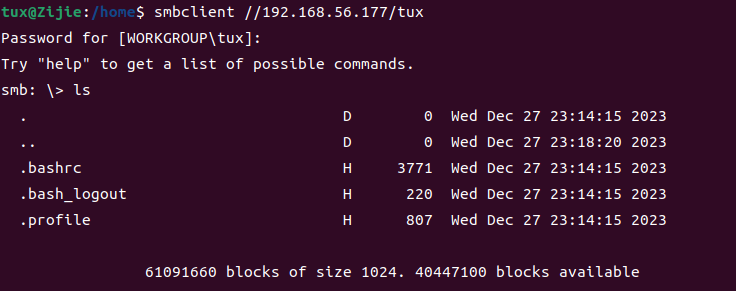 tux@Zijie:/home$ smbclient //192.168.56.177/tux
Password for [WORKGROUP\tux]:
Try "help" to get a list of possible commands.
smb: \> ls
  .                                   D        0  Wed Dec 27 23:14:15 2023
  ..                                  D        0  Wed Dec 27 23:18:20 2023
  .bashrc                             H     3771  Wed Dec 27 23:14:15 2023
  .bash_logout                        H      220  Wed Dec 27 23:14:15 2023
  .profile                            H      807  Wed Dec 27 23:14:15 2023

                61091660 blocks of size 1024. 40447100 blocks available